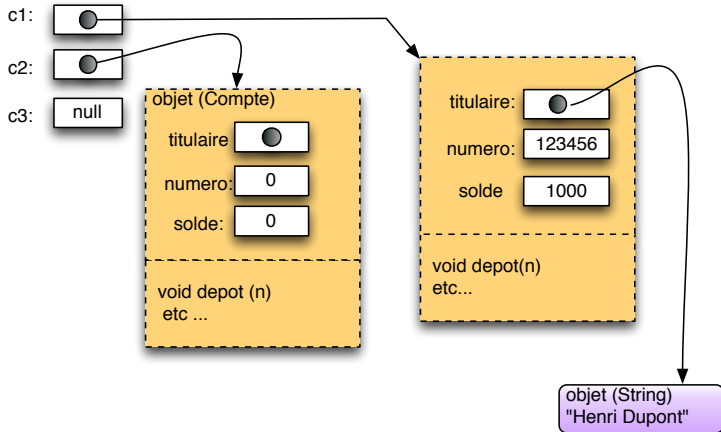 c1:
c2:
c3: null
objet (Compte)
titulaire
numero: 0
solde: 0
void depot (n)
etc ...
titulaire:
numero: 123456
solde 1000
void depot(n)
etc...
objet (String)
"Henri Dupont"